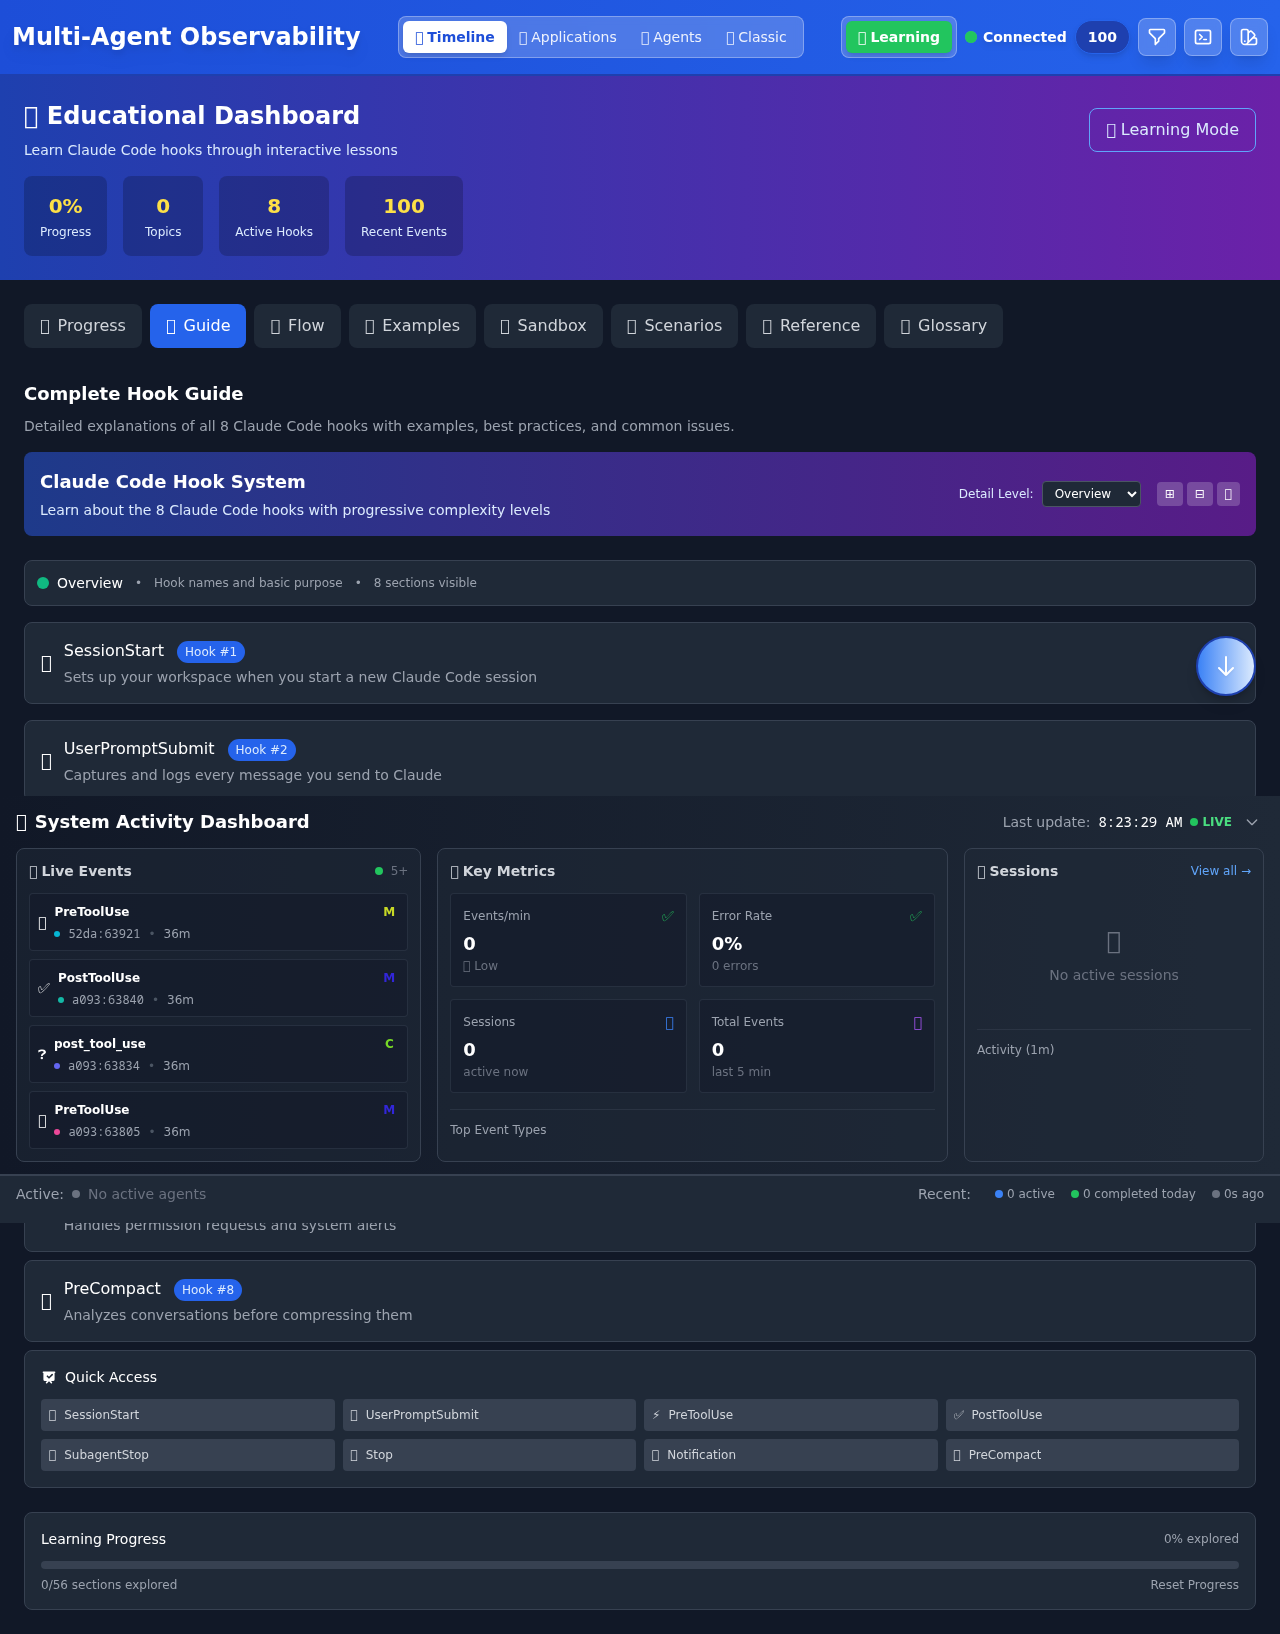 Multi-Agent Observability
Timeline Applications Agents Classic
Learning Connected 100
Educational Dashboard
Learning Mode
Learn Claude Code hooks through interactive lessons
0% 0 8 100
Progress Topics Active Hooks Recent Events
Progress Guide Flow Examples Sandbox Scenarios Reference Glossary
Complete Hook Guide
Detailed explanations of all 8 Claude Code hooks with examples, best practices, and common issues.
Claude Code Hook System
Learn about the 8 Claude Code hooks with progressive complexity levels
Detail Level: Overview
Overview • Hook names and basic purpose • 8 sections visible
SessionStart Hook #1
Sets up your workspace when you start a new Claude Code session
UserPromptSubmit Hook #2
Captures and logs every message you send to Claude
System Activity Dashboard
Last update: 8:23:29 AM LIVE
Live Events 5+
PreToolUse M
52da:63921 • 36m
PostToolUse M
a093:63840 • 36m
? post_tool_use C
a093:63834 • 36m
PreToolUse M
a093:63805 • 36m
Key Metrics
Events/min
0
Low
Error Rate
0%
0 errors
Sessions
0
active now
Total Events
0
last 5 min
Top Event Types
Sessions View all →
No active sessions
Activity (1m)
Active: No active agents
Recent: 0 active 0 completed today 0s ago
Handles permission requests and system alerts
PreCompact Hook #8
Analyzes conversations before compressing them
Quick Access
SessionStart UserPromptSubmit PreToolUse PostToolUse
SubagentStop Stop Notification PreCompact
Learning Progress 0% explored
0/56 sections explored Reset Progress